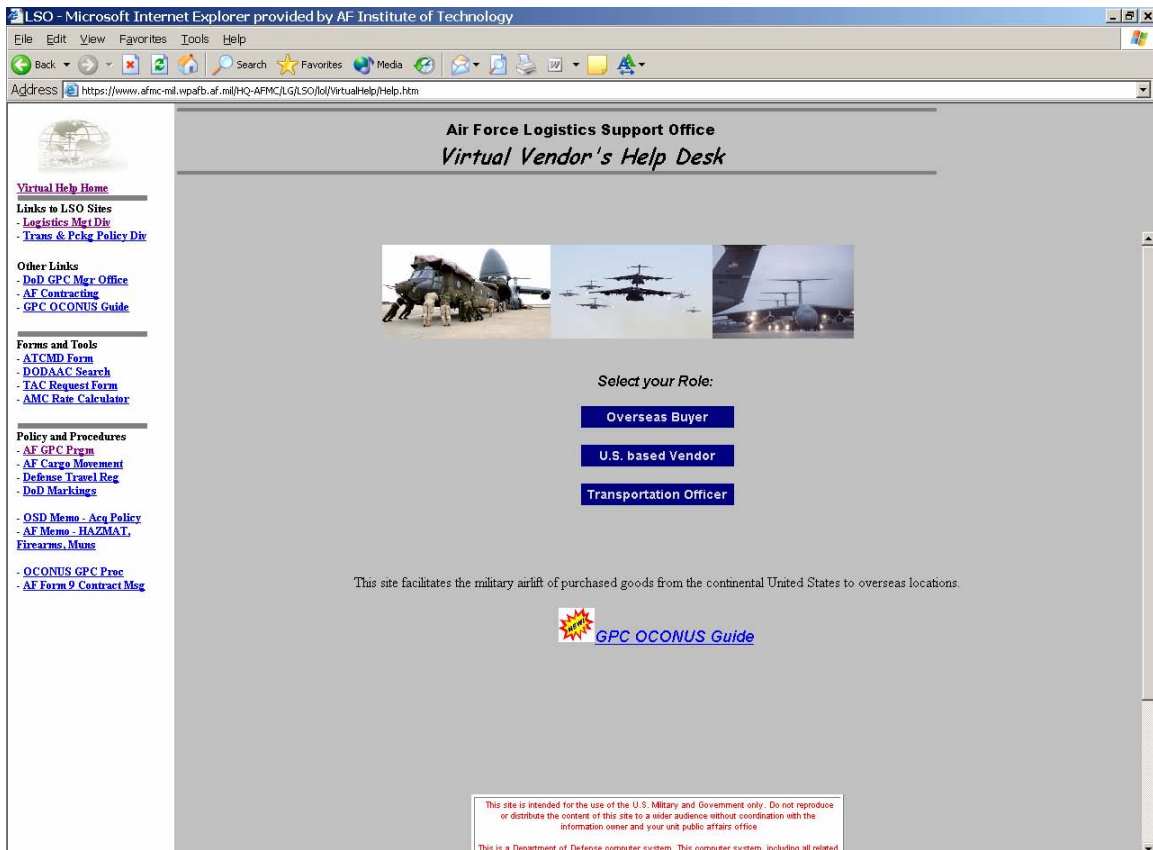 LSO - Microsoft Internet Explorer provided by AF Institute of Technology
File Edit View Favorites Tools Help
Back Search Favorites Media
Address https://www.afmc-mil.wpafb.af.mil/HQ-AFMC/LG/LSO/lol/VirtualHelp/Help.htm
Air Force Logistics Support Office
Virtual Vendor's Help Desk
Virtual Help Home
Links to LSO Sites
- Logistics Mgt Div
- Trans & Pckg Policy Div
Other Links
- DoD GPC Mgr Office
- AF Contracting
- GPC OCONUS Guide
Forms and Tools
- ATCMD Form
- DODAAC Search
- TAC Request Form
- AMC Rate Calculator
Policy and Procedures
- AF GPC Prgm
- AF Cargo Movement
- Defense Travel Reg
- DoD Markings
- OSD Memo - Acq Policy
- AF Memo - HAZMAT,
Firearms, Muns
- OCONUS GPC Proc
- AF Form 9 Contract Msg
Select your Role:
Overseas Buyer
U.S. based Vendor
Transportation Officer
This site facilitates the military airlift of purchased goods from the continental United States to overseas locations.
NEW! GPC OCONUS Guide
This site is intended for the use of the U.S. Military and Government only. Do not reproduce
or distribute the content of this site to a wider audience without coordination with the
information owner and your unit public affairs office
This is a Department of Defense computer system. This computer system, including all related